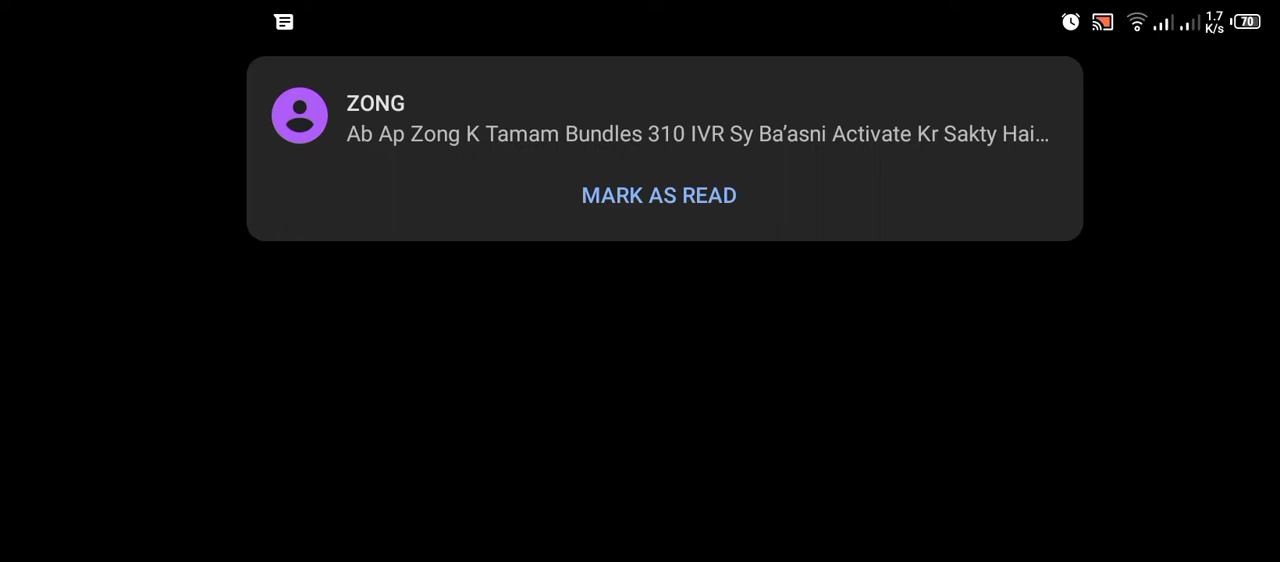 1.7
K/s
70
ZONG
Ab Ap Zong K Tamam Bundles 310 IVR Sy Ba’asni Activate Kr Sakty Hai…
MARK AS READ